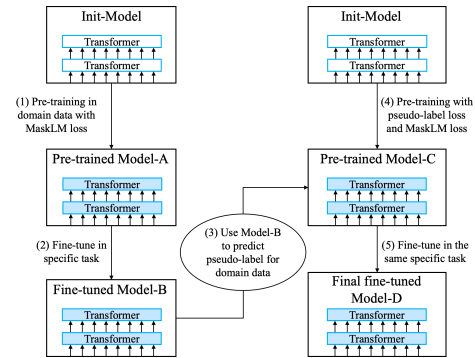 Init-Model
Transformer
Transformer
(1) Pre-training in
domain data with
MaskLM loss
Pre-trained Model-A
Transformer
Transformer
(2) Fine-tune in
specific task
Fine-tuned Model-B
Transformer
Transformer
(3) Use Model-B
to predict
pseudo-label for
domain data
Init-Model
Transformer
Transformer
(4) Pre-training with
pseudo-label loss
and MaskLM loss
Pre-trained Model-C
Transformer
Transformer
(5) Fine-tune in the
same specific task
Final fine-tuned
Model-D
Transformer
Transformer